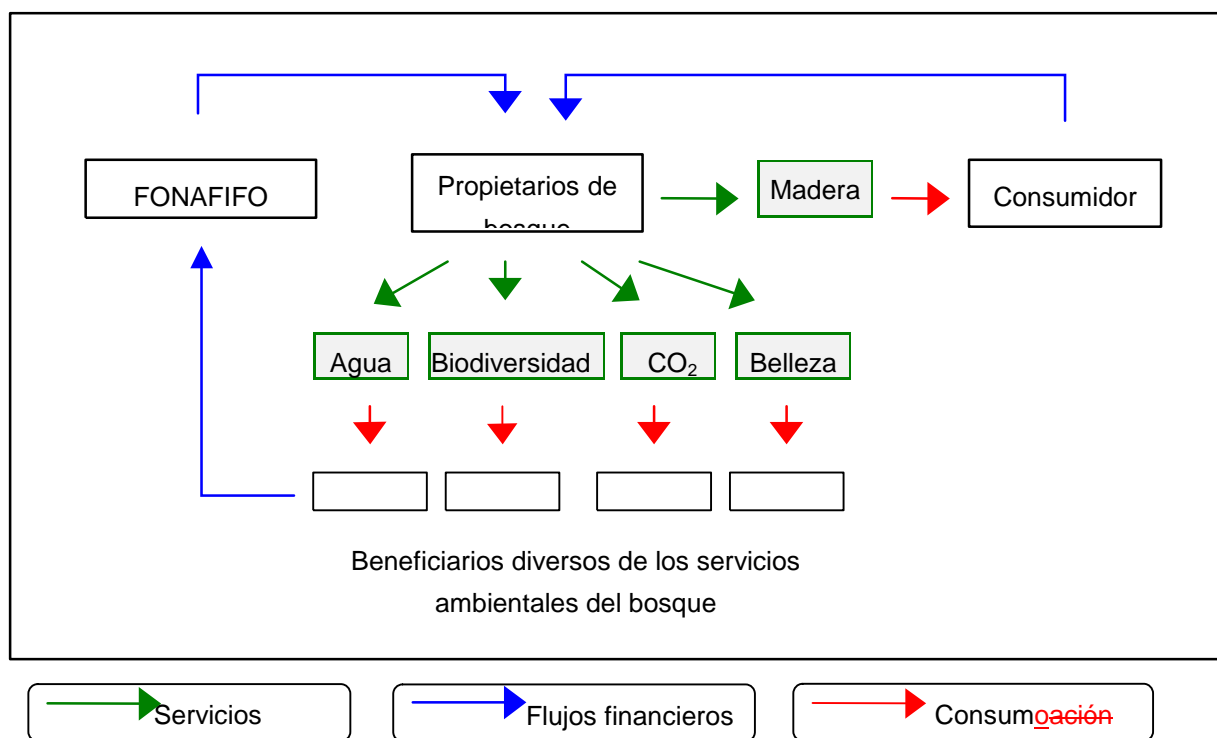 FONAFIFO
Propietarios de
bosque
Madera
Consumidor
Agua
Biodiversidad
CO₂
Belleza
Beneficiarios diversos de los servicios
ambientales del bosque
Servicios
Flujos financieros
Consumoación